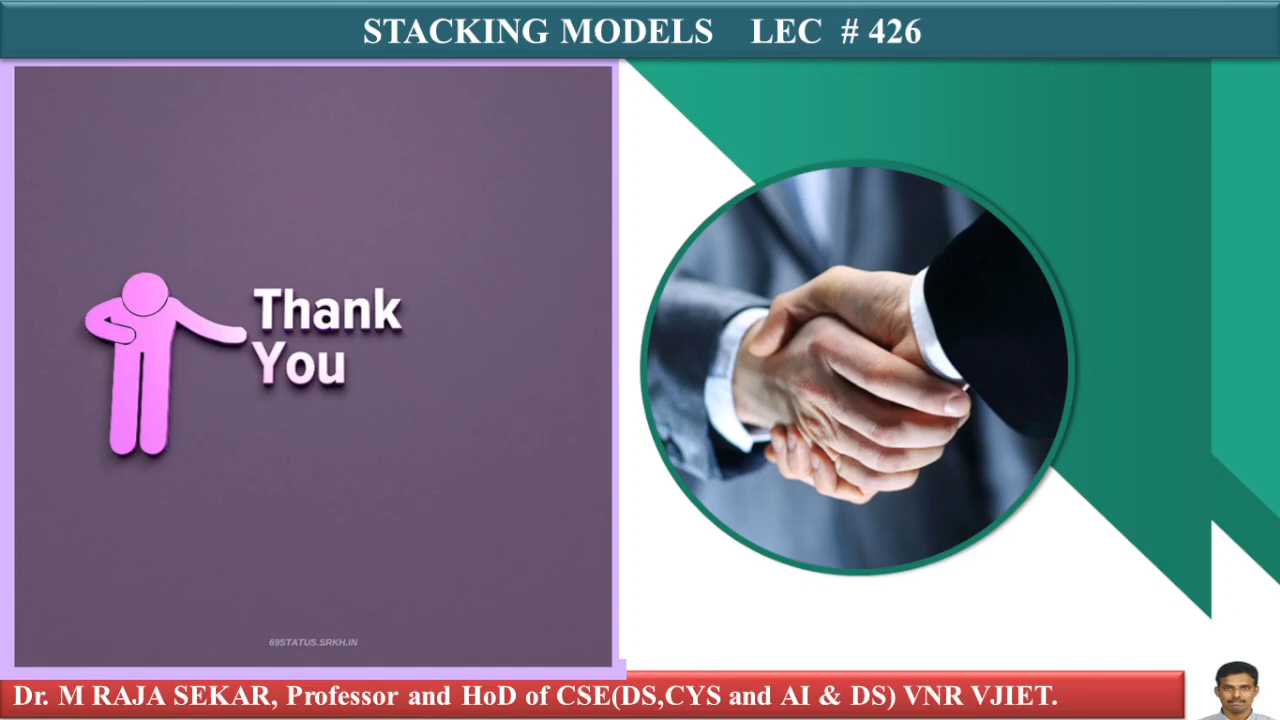 STACKING MODELS LEC # 426
Thank
You
69STATUS.SRKH.IN
Dr. M RAJA SEKAR, Professor and HoD of CSE(DS,CYS and AI & DS) VNR VJIET.